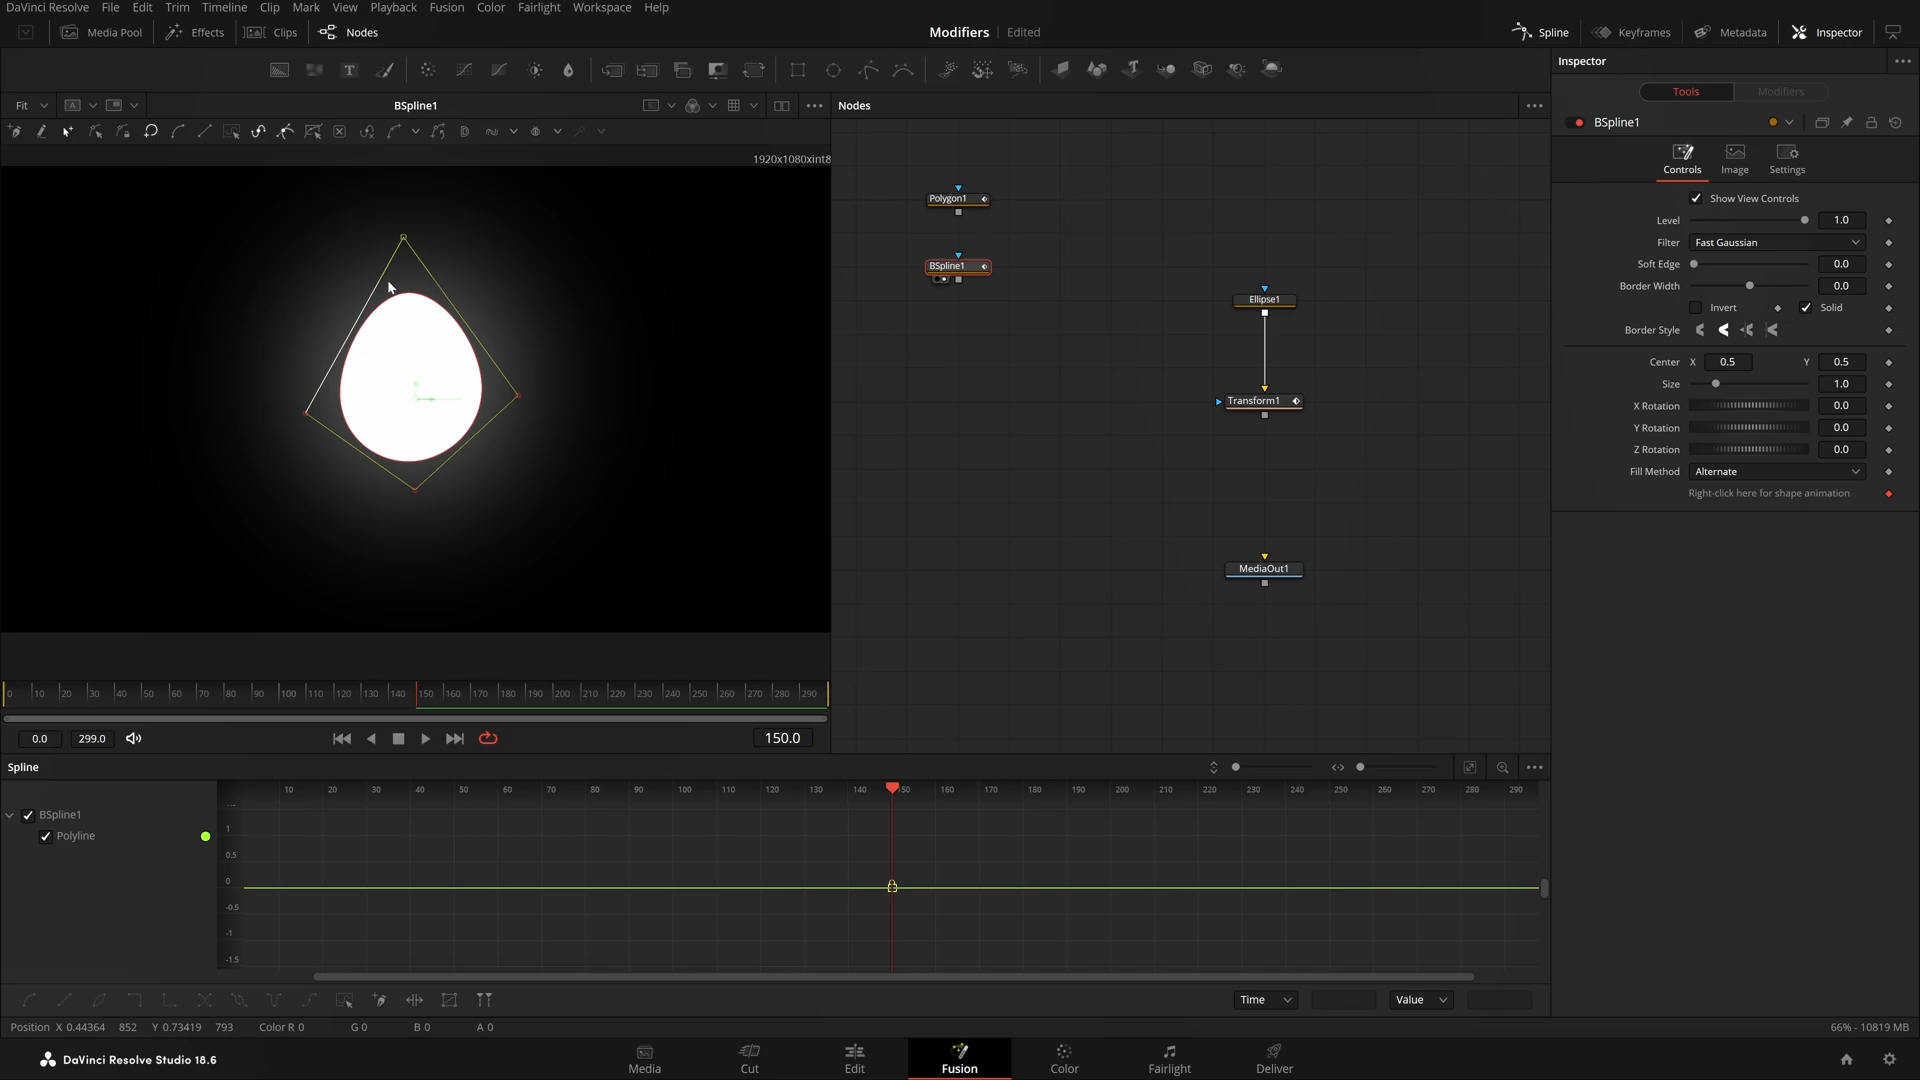 DaVinci Resolve File Edit Trim Timeline Clip Mark View Playback Fusion Color Fairlight Workspace Help
Media Pool Effects Clips Nodes Modifiers Edited Spline Keyframes Metadata Inspector
Inspector
Tools Modifiers
Fit BSpline1 Nodes
1920x1080xint8
BSpline1
Controls Image Settings
Show View Controls
Level 1.0
Filter Fast Gaussian
Soft Edge 0.0
Border Width 0.0
Invert Solid
Border Style
Center X 0.5 Y 0.5
Size 1.0
X Rotation 0.0
Y Rotation 0.0
Z Rotation 0.0
Fill Method Alternate
Right-click here for shape animation
Polygon1
BSpline1
Ellipse1
Transform1
MediaOut1
0 10 20 30 40 50 60 70 80 90 100 110 120 130 140 150 160 170 180 190 200 210 220 230 240 250 260 270 280 290
0.0 299.0 150.0
Spline
10 20 30 40 50 60 70 80 90 100 110 120 130 140 150 160 170 180 190 200 210 220 230 240 250 260 270 280 290
BSpline1
Polyline
1
0.5
0
-0.5
-1
-1.5
Time Value
Position X 0.44364 852 Y 0.73419 793 Color R 0 G 0 B 0 A 0 66% - 10819 MB
DaVinci Resolve Studio 18.6
Media Cut Edit Fusion Color Fairlight Deliver